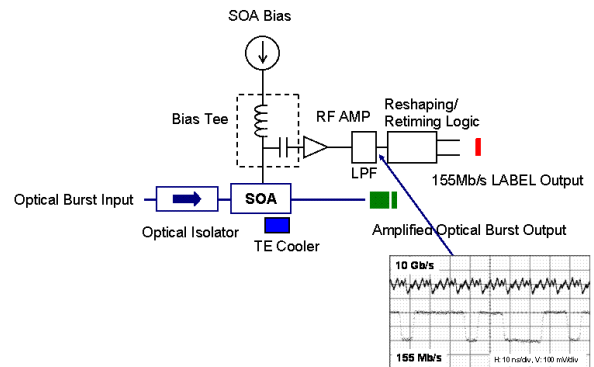 SOA Bias
Bias Tee
RF AMP
Reshaping/
Retiming Logic
LPF
155Mb/s LABEL Output
Optical Burst Input
SOA
Optical Isolator
TE Cooler
Amplified Optical Burst Output
10 Gb/s
155 Mb/s
H:10 ns/div, V: 100 mV/div